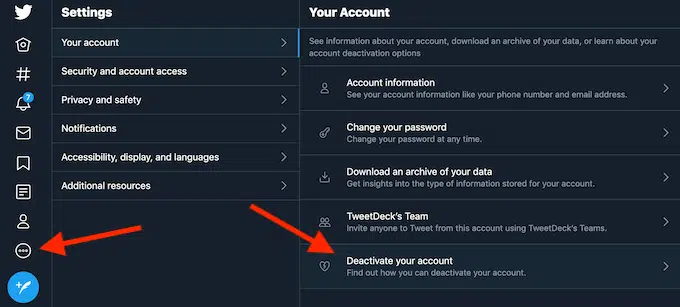 Settings
Your account
Security and account access
Privacy and safety
Notifications
Accessibility, display, and languages
Additional resources
7
Your Account
See information about your account, download an archive of your data, or learn about your
account deactivation options
Account information
See your account information like your phone number and email address.
Change your password
Change your password at any time.
Download an archive of your data
Get insights into the type of information stored for your account.
TweetDeck's Team
Invite anyone to Tweet from this account using TweetDeck's Teams.
Deactivate your account
Find out how you can deactivate your account.